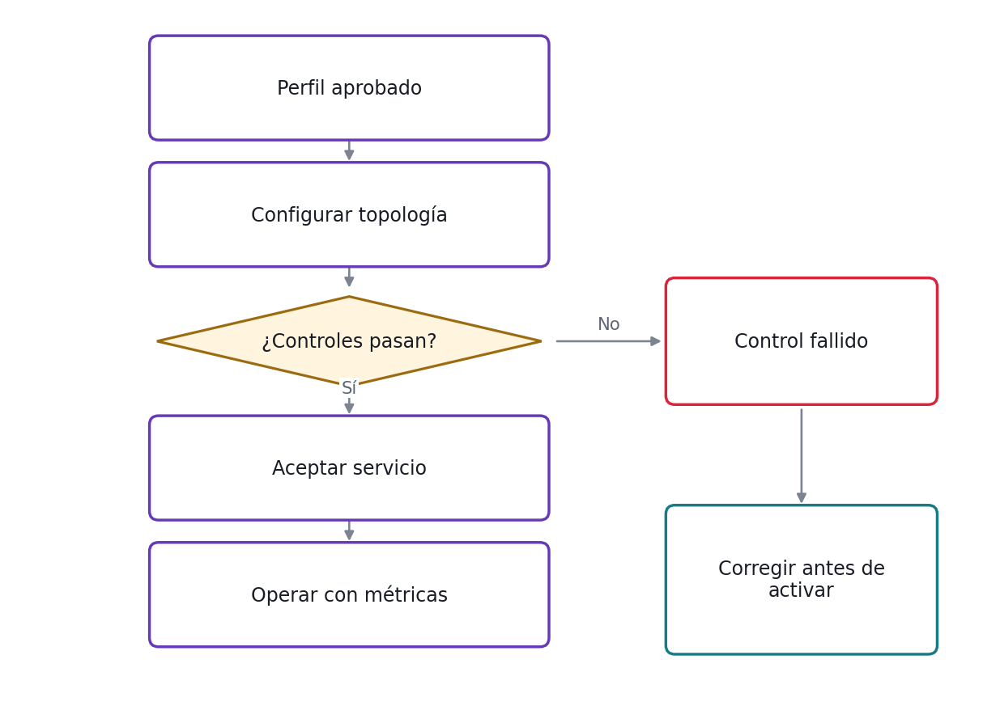 Perfil aprobado
Configurar topología
¿Controles pasan?
No
Control fallido
Sí
Aceptar servicio
Operar con métricas
Corregir antes de
activar